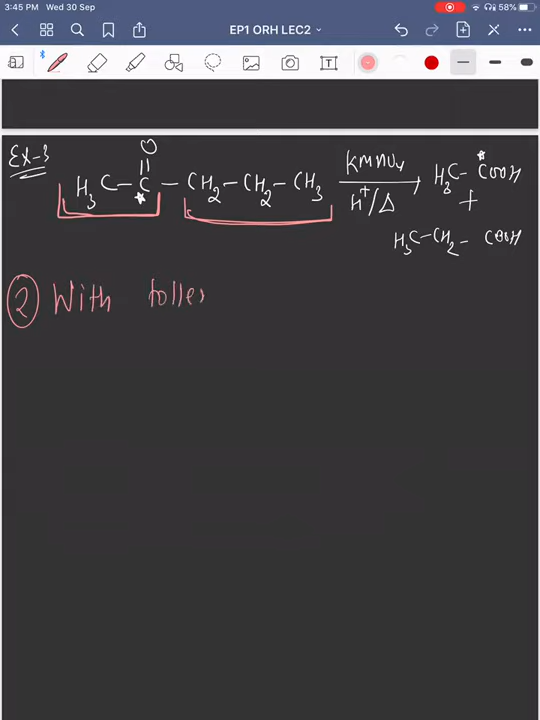 3:45 PM Wed 30 Sep 58%
EP1 ORH LEC2
T
Ex-3
O
H3C-C-CH2-CH2-CH3 KMnO4 H+/Δ H3C-COOH
+
H3C-CH2-COOH
2 With toller